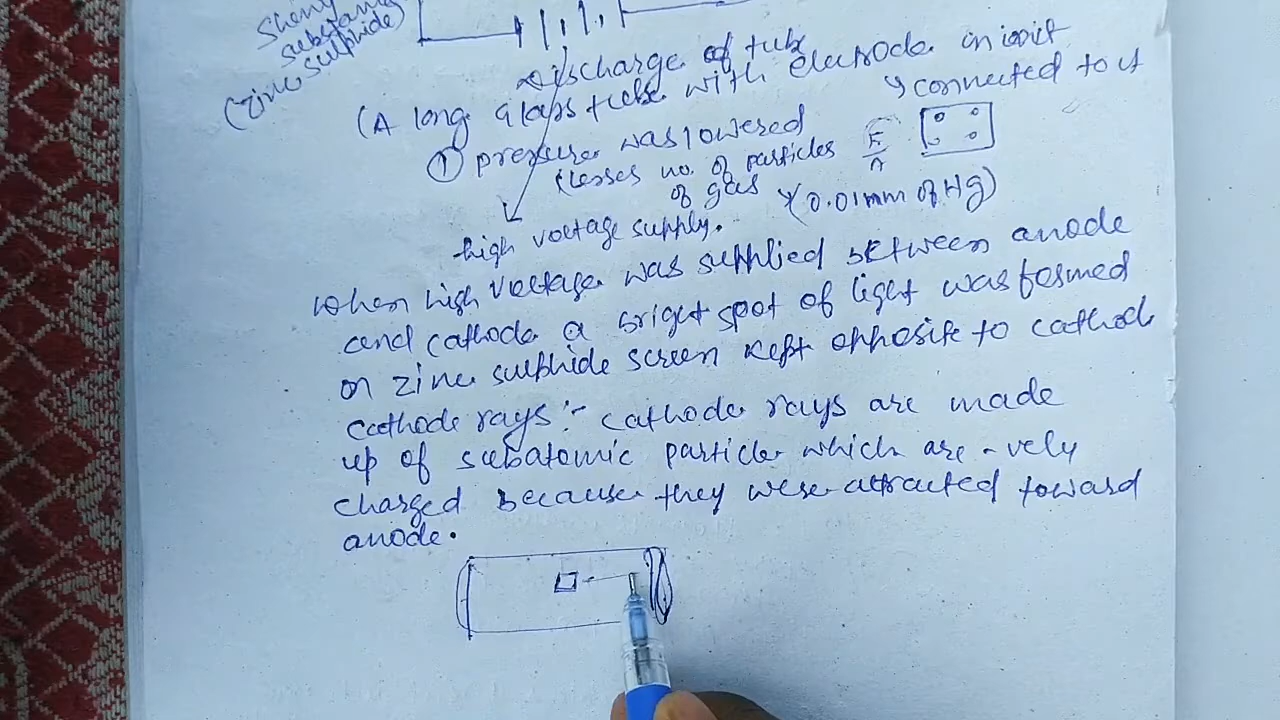 substan
(Zinc sulphide)
Discharge of tube
(A long glass tube with electrode in
connected to it
① pressure was lowered
(lesses no. of particles F/A
of gas (0.01mm of Hg)
high voltage supply.
when high voltage was supplied between anode
and cathode a bright spot of light was formed
on zinc sulphide screen kept opposite to cathode
cathode rays :- cathode rays are made
up of subatomic particle which are -vely
charged because they were attracted toward
anode.